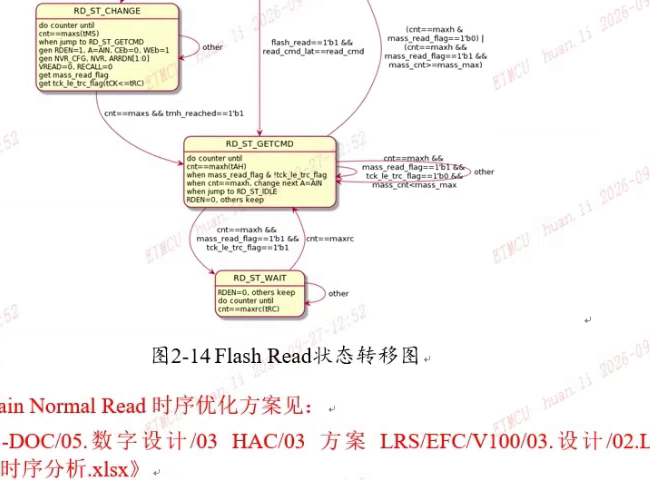 RD_ST_CHANGE
do counter until
cnt==maxs(tMS)
when jump to RD_ST_GETCMD
gen RDEN=1, A=AIN, CEb=0, WEb=1
gen NVR_CFG, NVR, ARRDN[1:0]
VREAD=0, RECALL=0
get mass_read_flag
get tck_le_trc_flag(tCK<=tRC)
other
flash_read==1'b1 &&
read_cmd_lat==read_cmd
(cnt==maxh &
mass_read_flag==1'b0) |
(cnt==maxh &&
mass_read_flag==1'b1 &&
mass_cnt>=mass_max)
cnt==maxs && tmh_reached==1'b1
RD_ST_GETCMD
do counter until
cnt==maxh(tAH)
when mass_read_flag & !tck_le_trc_flag
when cnt==maxh, change next A=AIN
when jump to RD_ST_IDLE
RDEN=0, others keep
cnt==maxh &&
mass_read_flag==1'b1 &&
tck_le_trc_flag==1'b0 &&
mass_cnt<mass_max
other
cnt==maxh &&
mass_read_flag==1'b1 &&
tck_le_trc_flag==1'b1
cnt==maxrc
RD_ST_WAIT
RDEN=0, others keep
do counter until
cnt==maxrc(tRC)
other
图2-14 Flash Read状态转移图
ain Normal Read 时序优化方案见：
-DOC/05.数字设计/03 HAC/03 方案 LRS/EFC/V100/03.设计/02.L
时序分析.xlsx》